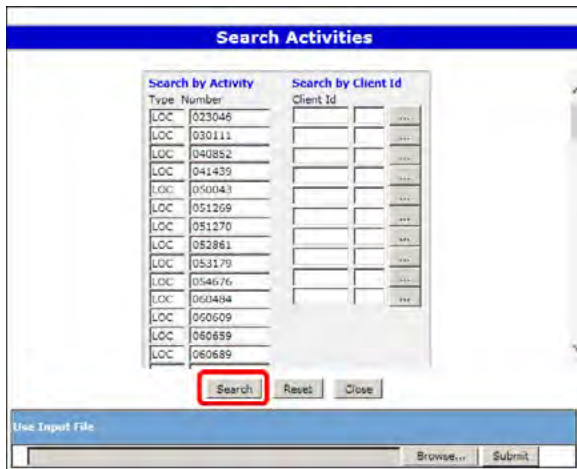 Search Activities
Search by Activity Search by Client Id
Type Number Client Id
LOC 023046 ...
LOC 030111 ...
LOC 040852 ...
LOC 041439 ...
LOC 050043 ...
LOC 051269 ...
LOC 051270 ...
LOC 052861 ...
LOC 053179 ...
LOC 054676 ...
LOC 060484
LOC 060609
LOC 060659
LOC 060689
Search Reset Close
Use Input File
Browse... Submit